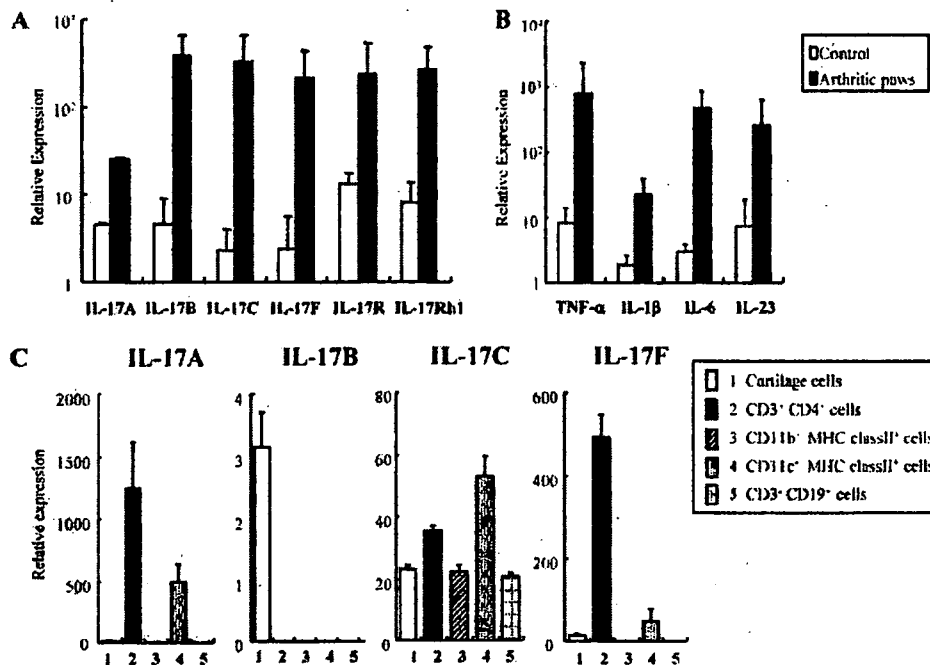 A
Relative Expression
10³
10²
10
1
IL-17A IL-17B IL-17C IL-17F IL-17R IL-17Rh1
B
Relative Expression
10⁴
10³
10²
10
1
TNF-α IL-1β IL-6 IL-23
Control
Arthritic paws
C
Relative expression
IL-17A
2000
1500
1000
500
0
1 2 3 4 5
IL-17B
4
3
2
1
0
1 2 3 4 5
IL-17C
80
60
40
20
0
1 2 3 4 5
IL-17F
600
400
200
0
1 2 3 4 5
1 Cartilage cells
2 CD3⁺ CD4⁺ cells
3 CD11b⁺ MHC classII⁺ cells
4 CD11c⁺ MHC classII⁺ cells
5 CD19⁺ cells